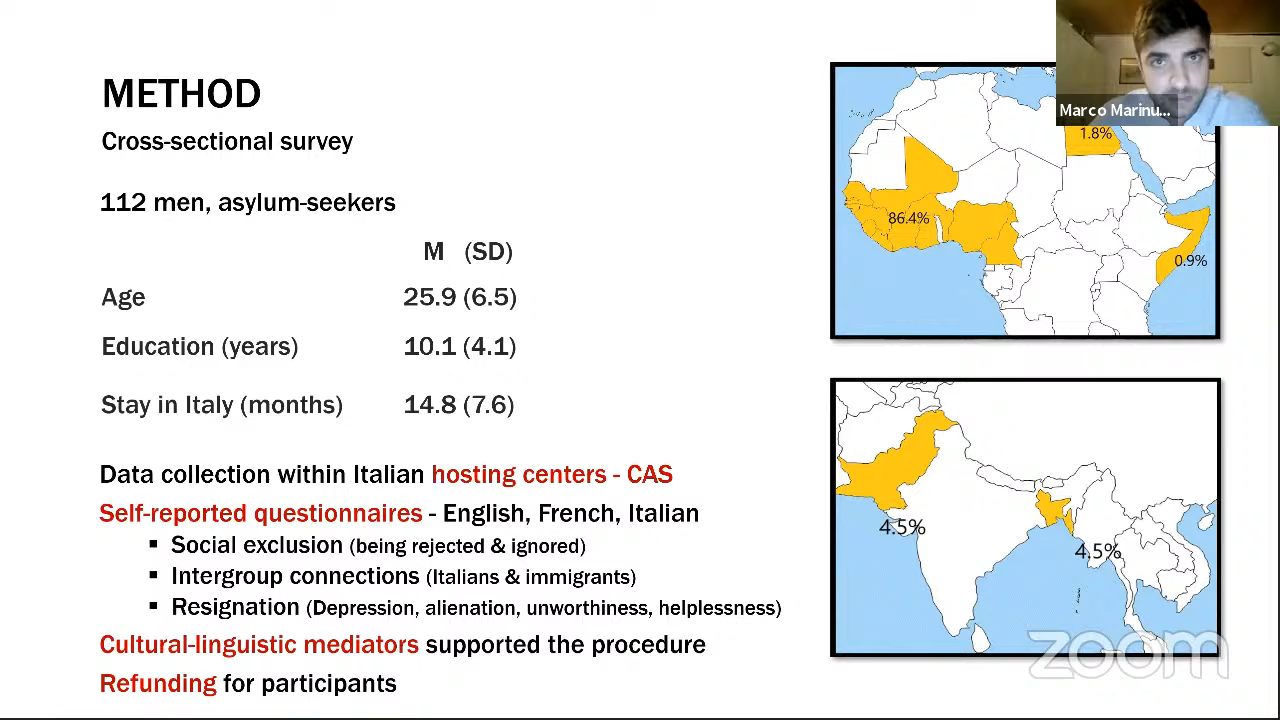 METHOD
Cross-sectional survey
112 men, asylum-seekers
M (SD)
Age 25.9 (6.5)
Education (years) 10.1 (4.1)
Stay in Italy (months) 14.8 (7.6)
Data collection within Italian hosting centers - CAS
Self-reported questionnaires - English, French, Italian
▪ Social exclusion (being rejected & ignored)
▪ Intergroup connections (Italians & immigrants)
▪ Resignation (Depression, alienation, unworthiness, helplessness)
Cultural-linguistic mediators supported the procedure
Refunding for participants
Marco Marinu...
1.8%
86.4%
0.9%
4.5%
4.5%
zoom